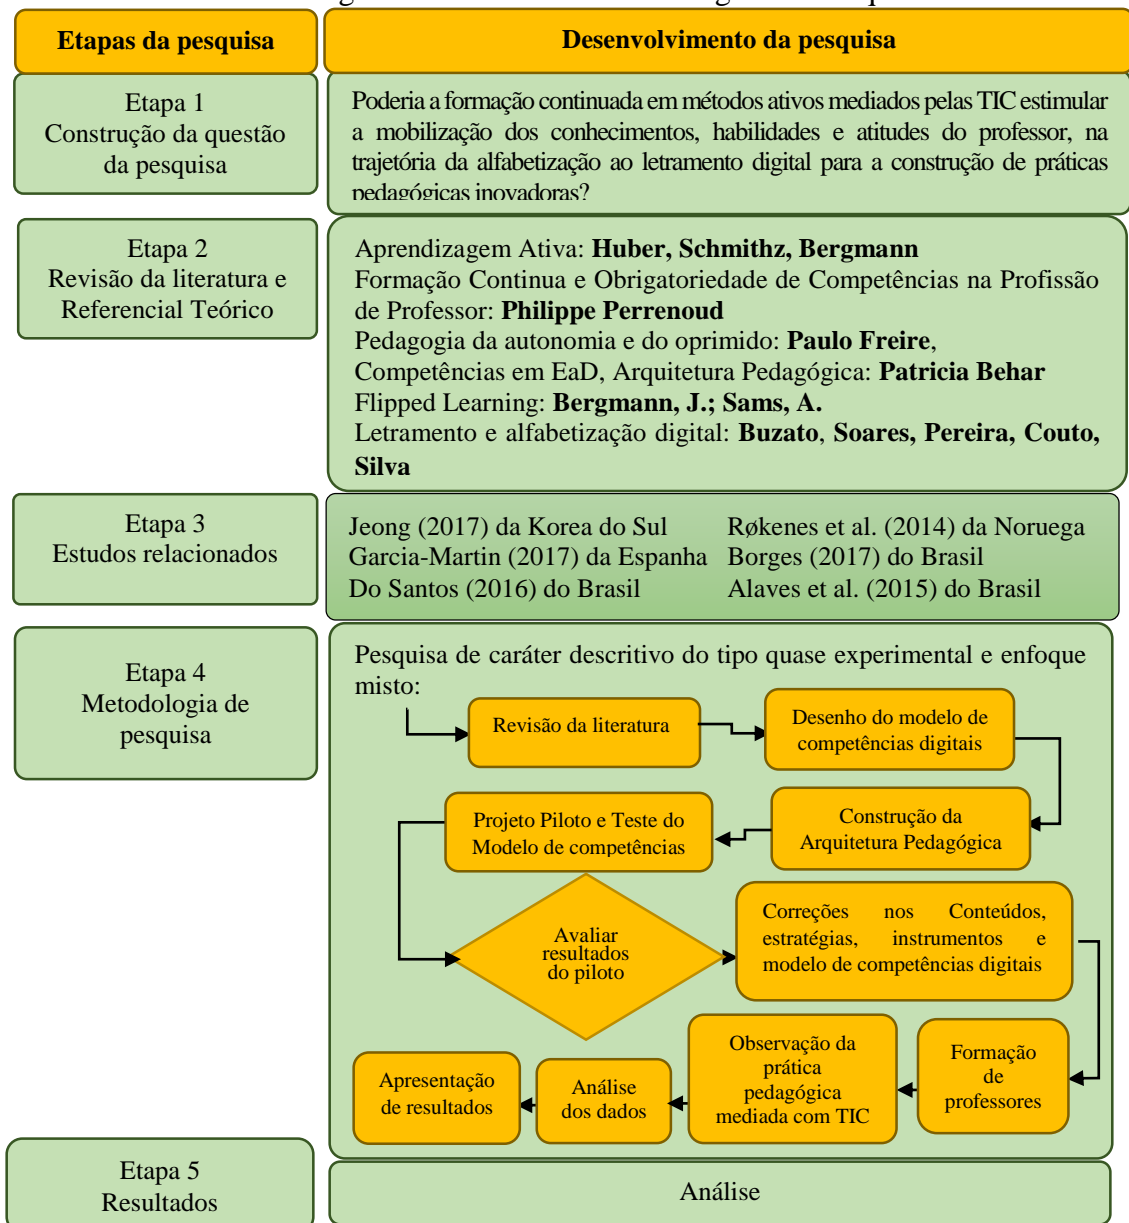 Etapas da pesquisa
Desenvolvimento da pesquisa
Etapa 1
Construção da questão
da pesquisa
Poderia a formação continuada em métodos ativos mediados pelas TIC estimular
a mobilização dos conhecimentos, habilidades e atitudes do professor, na
trajetória da alfabetização ao letramento digital para a construção de práticas
pedagógicas inovadoras?
Etapa 2
Revisão da literatura e
Referencial Teórico
Aprendizagem Ativa: Huber, Schmithz, Bergmann
Formação Continua e Obrigatoriedade de Competências na Profissão
de Professor: Philippe Perrenoud
Pedagogia da autonomia e do oprimido: Paulo Freire,
Competências em EaD, Arquitetura Pedagógica: Patricia Behar
Flipped Learning: Bergmann, J.; Sams, A.
Letramento e alfabetização digital: Buzato, Soares, Pereira, Couto,
Silva
Etapa 3
Estudos relacionados
Jeong (2017) da Korea do Sul
Garcia-Martin (2017) da Espanha
Do Santos (2016) do Brasil
Røkenes et al. (2014) da Noruega
Borges (2017) do Brasil
Alaves et al. (2015) do Brasil
Etapa 4
Metodologia de
pesquisa
Pesquisa de caráter descritivo do tipo quase experimental e enfoque
misto:
Revisão da literatura
Desenho do modelo de
competências digitais
Construção da
Arquitetura Pedagógica
Projeto Piloto e Teste do
Modelo de competências
Avaliar
resultados
do piloto
Correções nos Conteúdos,
estratégias, instrumentos e
modelo de competências digitais
Formação
de
professores
Observação da
prática
pedagógica
mediada com TIC
Análise
dos dados
Apresentação
de resultados
Etapa 5
Resultados
Análise